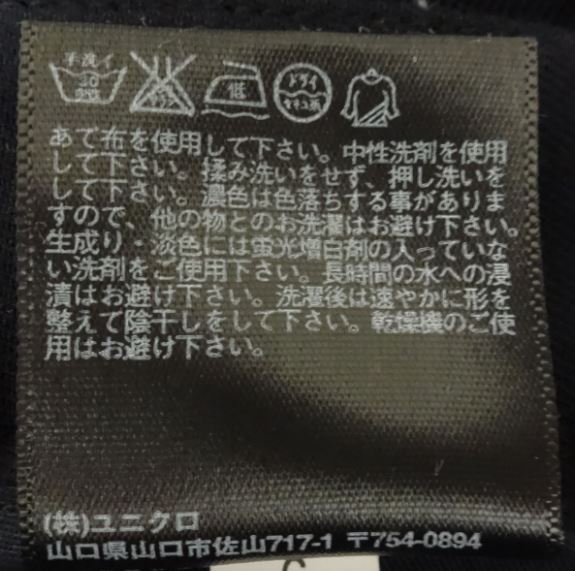 手洗イ
30
中性
エンソ
サラシ
低
ドライ
セキユ系
あて布を使用して下さい。中性洗剤を使用
して下さい。揉み洗いをせず、押し洗いを
して下さい。濃色は色落ちする事がありま
すので、他の物とのお洗濯はお避け下さい。
生成り・淡色には蛍光増白剤の入っていな
い洗剤をご使用下さい。長時間の水への浸
漬はお避け下さい。洗濯後は速やかに形を
整えて陰干しをして下さい。乾燥機のご使
用はお避け下さい。
(株)ユニクロ
山口県山口市佐山717-1 〒754-0894